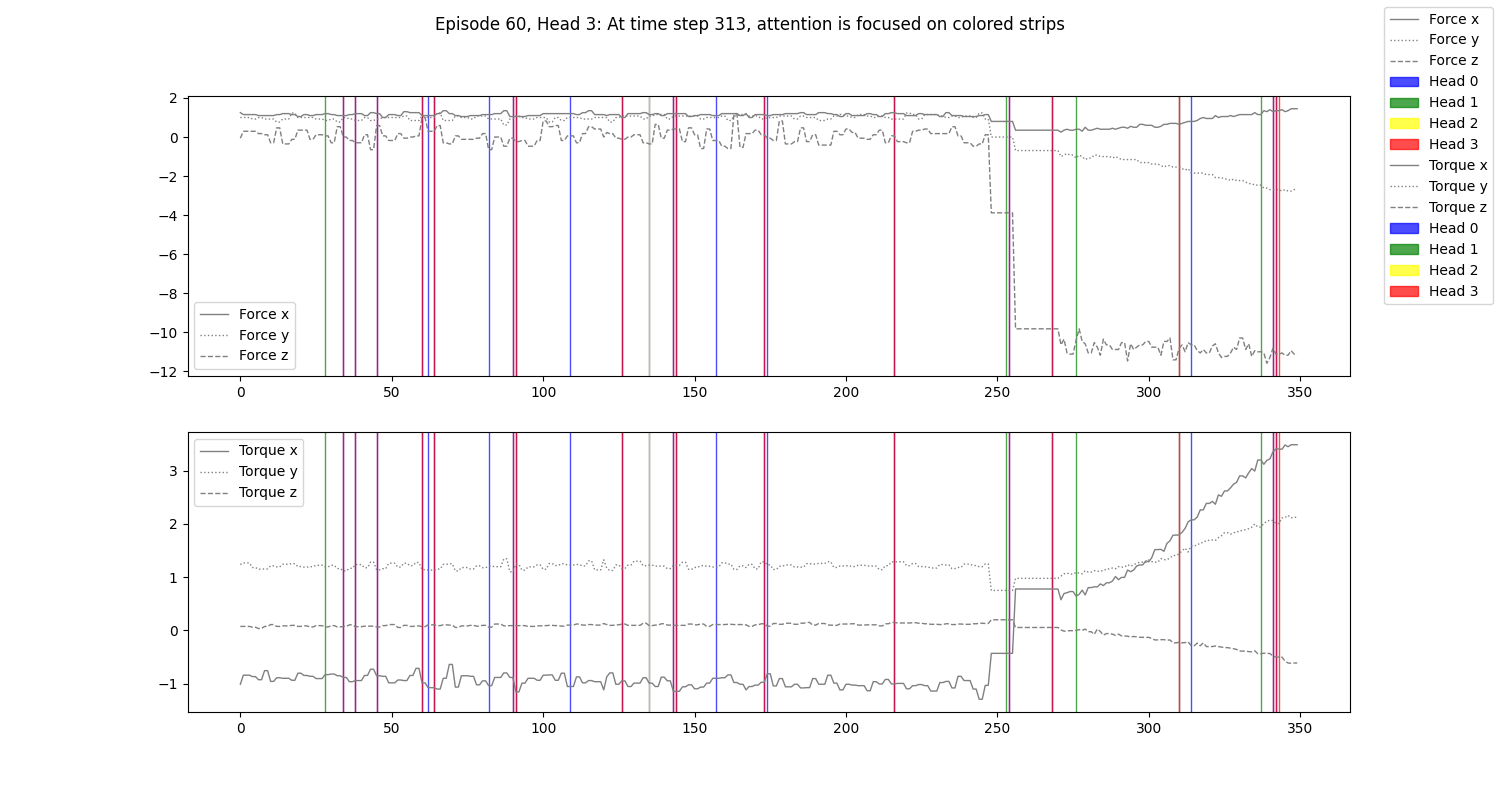 Episode 60, Head 3: At time step 313, attention is focused on colored strips
Force x
Force y
Force z
Head 0
Head 1
Head 2
Head 3
Torque x
Torque y
Torque z
Head 0
Head 1
Head 2
Head 3
2
0
−2
−4
−6
−8
−10
−12
Force x
Force y
Force z
0 50 100 150 200 250 300 350
3
2
1
0
−1
Torque x
Torque y
Torque z
0 50 100 150 200 250 300 350